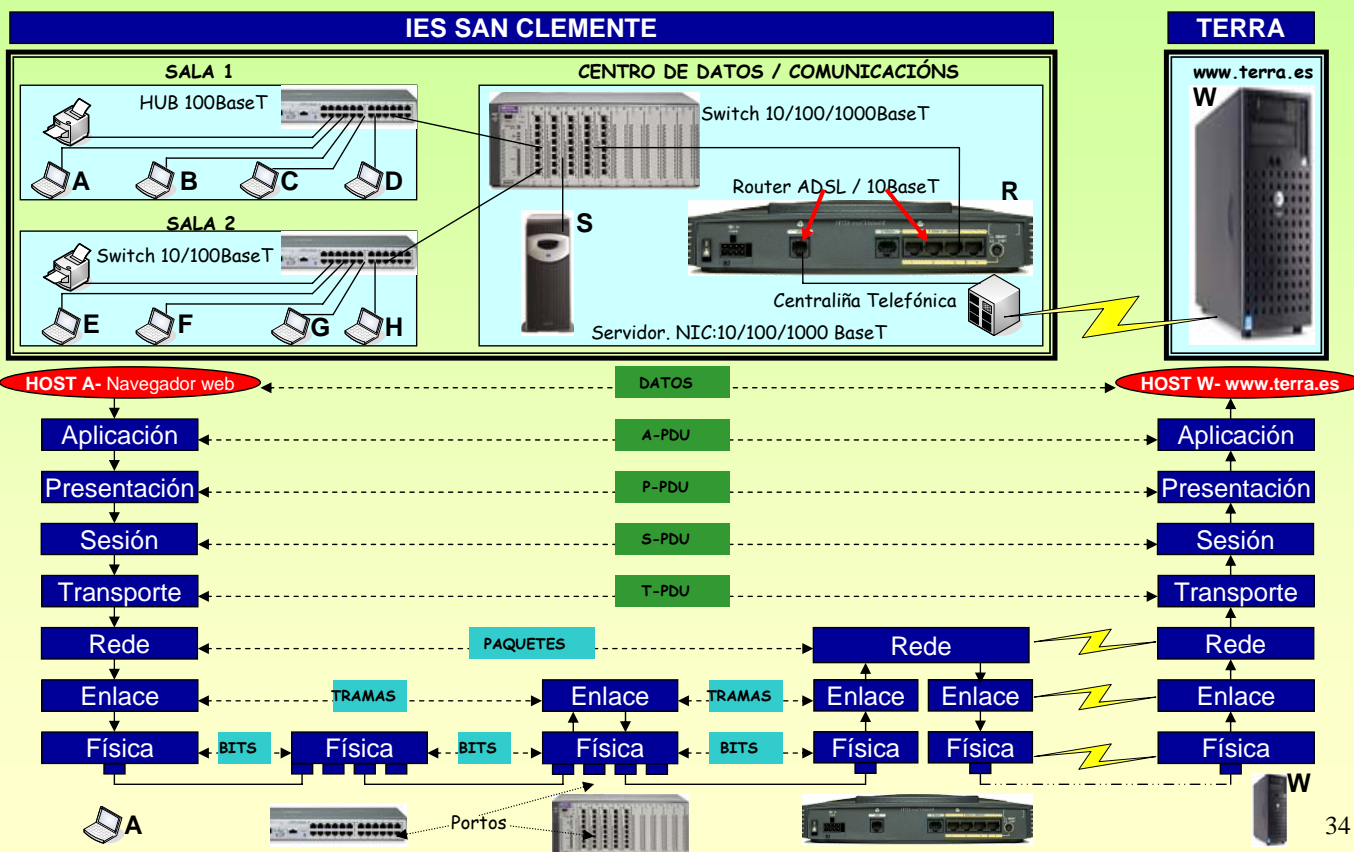 IES SAN CLEMENTE
TERRA
SALA 1
HUB 100BaseT
A
B
C
D
SALA 2
Switch 10/100BaseT
E
F
G
H
CENTRO DE DATOS / COMUNICACIÓNS
Switch 10/100/1000BaseT
Router ADSL / 10BaseT
R
S
Centraliña Telefónica
Servidor. NIC:10/100/1000 BaseT
www.terra.es
W
HOST A- Navegador web
DATOS
HOST W- www.terra.es
Aplicación
A-PDU
Aplicación
Presentación
P-PDU
Presentación
Sesión
S-PDU
Sesión
Transporte
T-PDU
Transporte
Rede
PAQUETES
Rede
Rede
Enlace
TRAMAS
Enlace
TRAMAS
Enlace
Enlace
Enlace
Física
BITS
Física
BITS
Física
BITS
Física
Física
Física
A
Portos
W
34